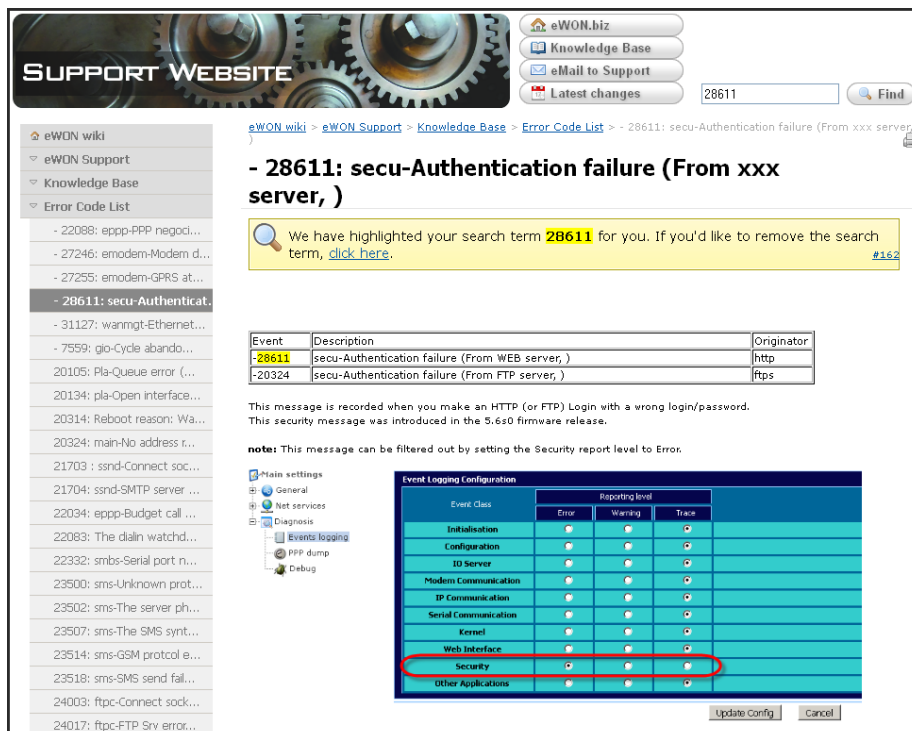 SUPPORT WEBSITE
eWON.biz
Knowledge Base
eMail to Support
Latest changes
28611
Find
eWON wiki
eWON Support
Knowledge Base
Error Code List
- 22088: eppp-PPP negoci...
- 27246: emodem-Modem d...
- 27255: emodem-GPRS at...
- 28611: secu-Authenticat.
- 31127: wanmgt-Ethernet...
- 7559: gio-Cycle abando...
20105: Pla-Queue error (...
20134: pla-Open interface...
20314: Reboot reason: Wa...
20324: main-No address r...
21703 : ssnd-Connect soc...
21704: ssnd-SMTP server ...
22034: eppp-Budget call ...
22083: The dialin watchd...
22332: smbs-Serial port n...
23500: sms-Unknown prot...
23502: sms-The server ph...
23507: sms-The SMS synt...
23514: sms-GSM protcol e...
23518: sms-SMS send fail...
24003: ftpc-Connect sock...
24017: ftpc-FTP Srv error...
eWON wiki > eWON Support > Knowledge Base > Error Code List > - 28611: secu-Authentication failure (From xxx server,
)
- 28611: secu-Authentication failure (From xxx
server, )
We have highlighted your search term 28611 for you. If you'd like to remove the search
term, click here.
#162
Event Description Originator
-28611 secu-Authentication failure (From WEB server, ) http
-20324 secu-Authentication failure (From FTP server, ) ftps
This message is recorded when you make an HTTP (or FTP) Login with a wrong login/password.
This security message was introduced in the 5.6s0 firmware release.
note: This message can be filtered out by setting the Security report level to Error.
Main settings
General
Net services
Diagnosis
Events logging
PPP dump
Debug
Event Logging Configuration
Event Class
Reporting level
Error Warning Trace
Initialisation
Configuration
IO Server
Modem Communication
IP Communication
Serial Communication
Kernel
Web Interface
Security
Other Applications
Update Config
Cancel